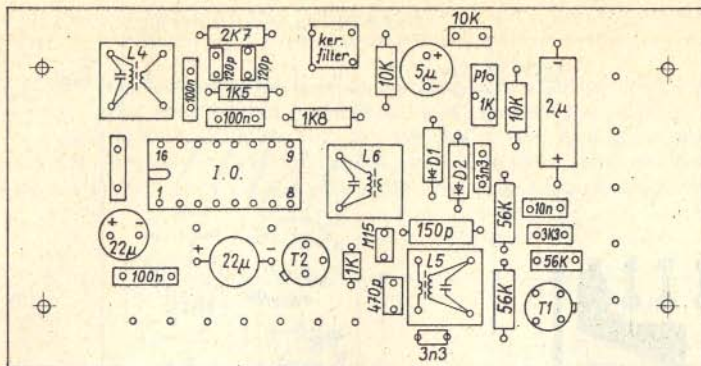 L4
2K7
120p
120p
100n
1K5
100n
ker.
filter
1K8
10K
5µ
+
-
10K
P1
1K
10K
-
2µ
+
16
9
I.O.
1
8
L6
D1
D2
3n3
56K
10n
3K3
56K
+
-
22µ
100n
+
-
22µ
T2
1K
M15
150p
470p
L5
3n3
56K
T1